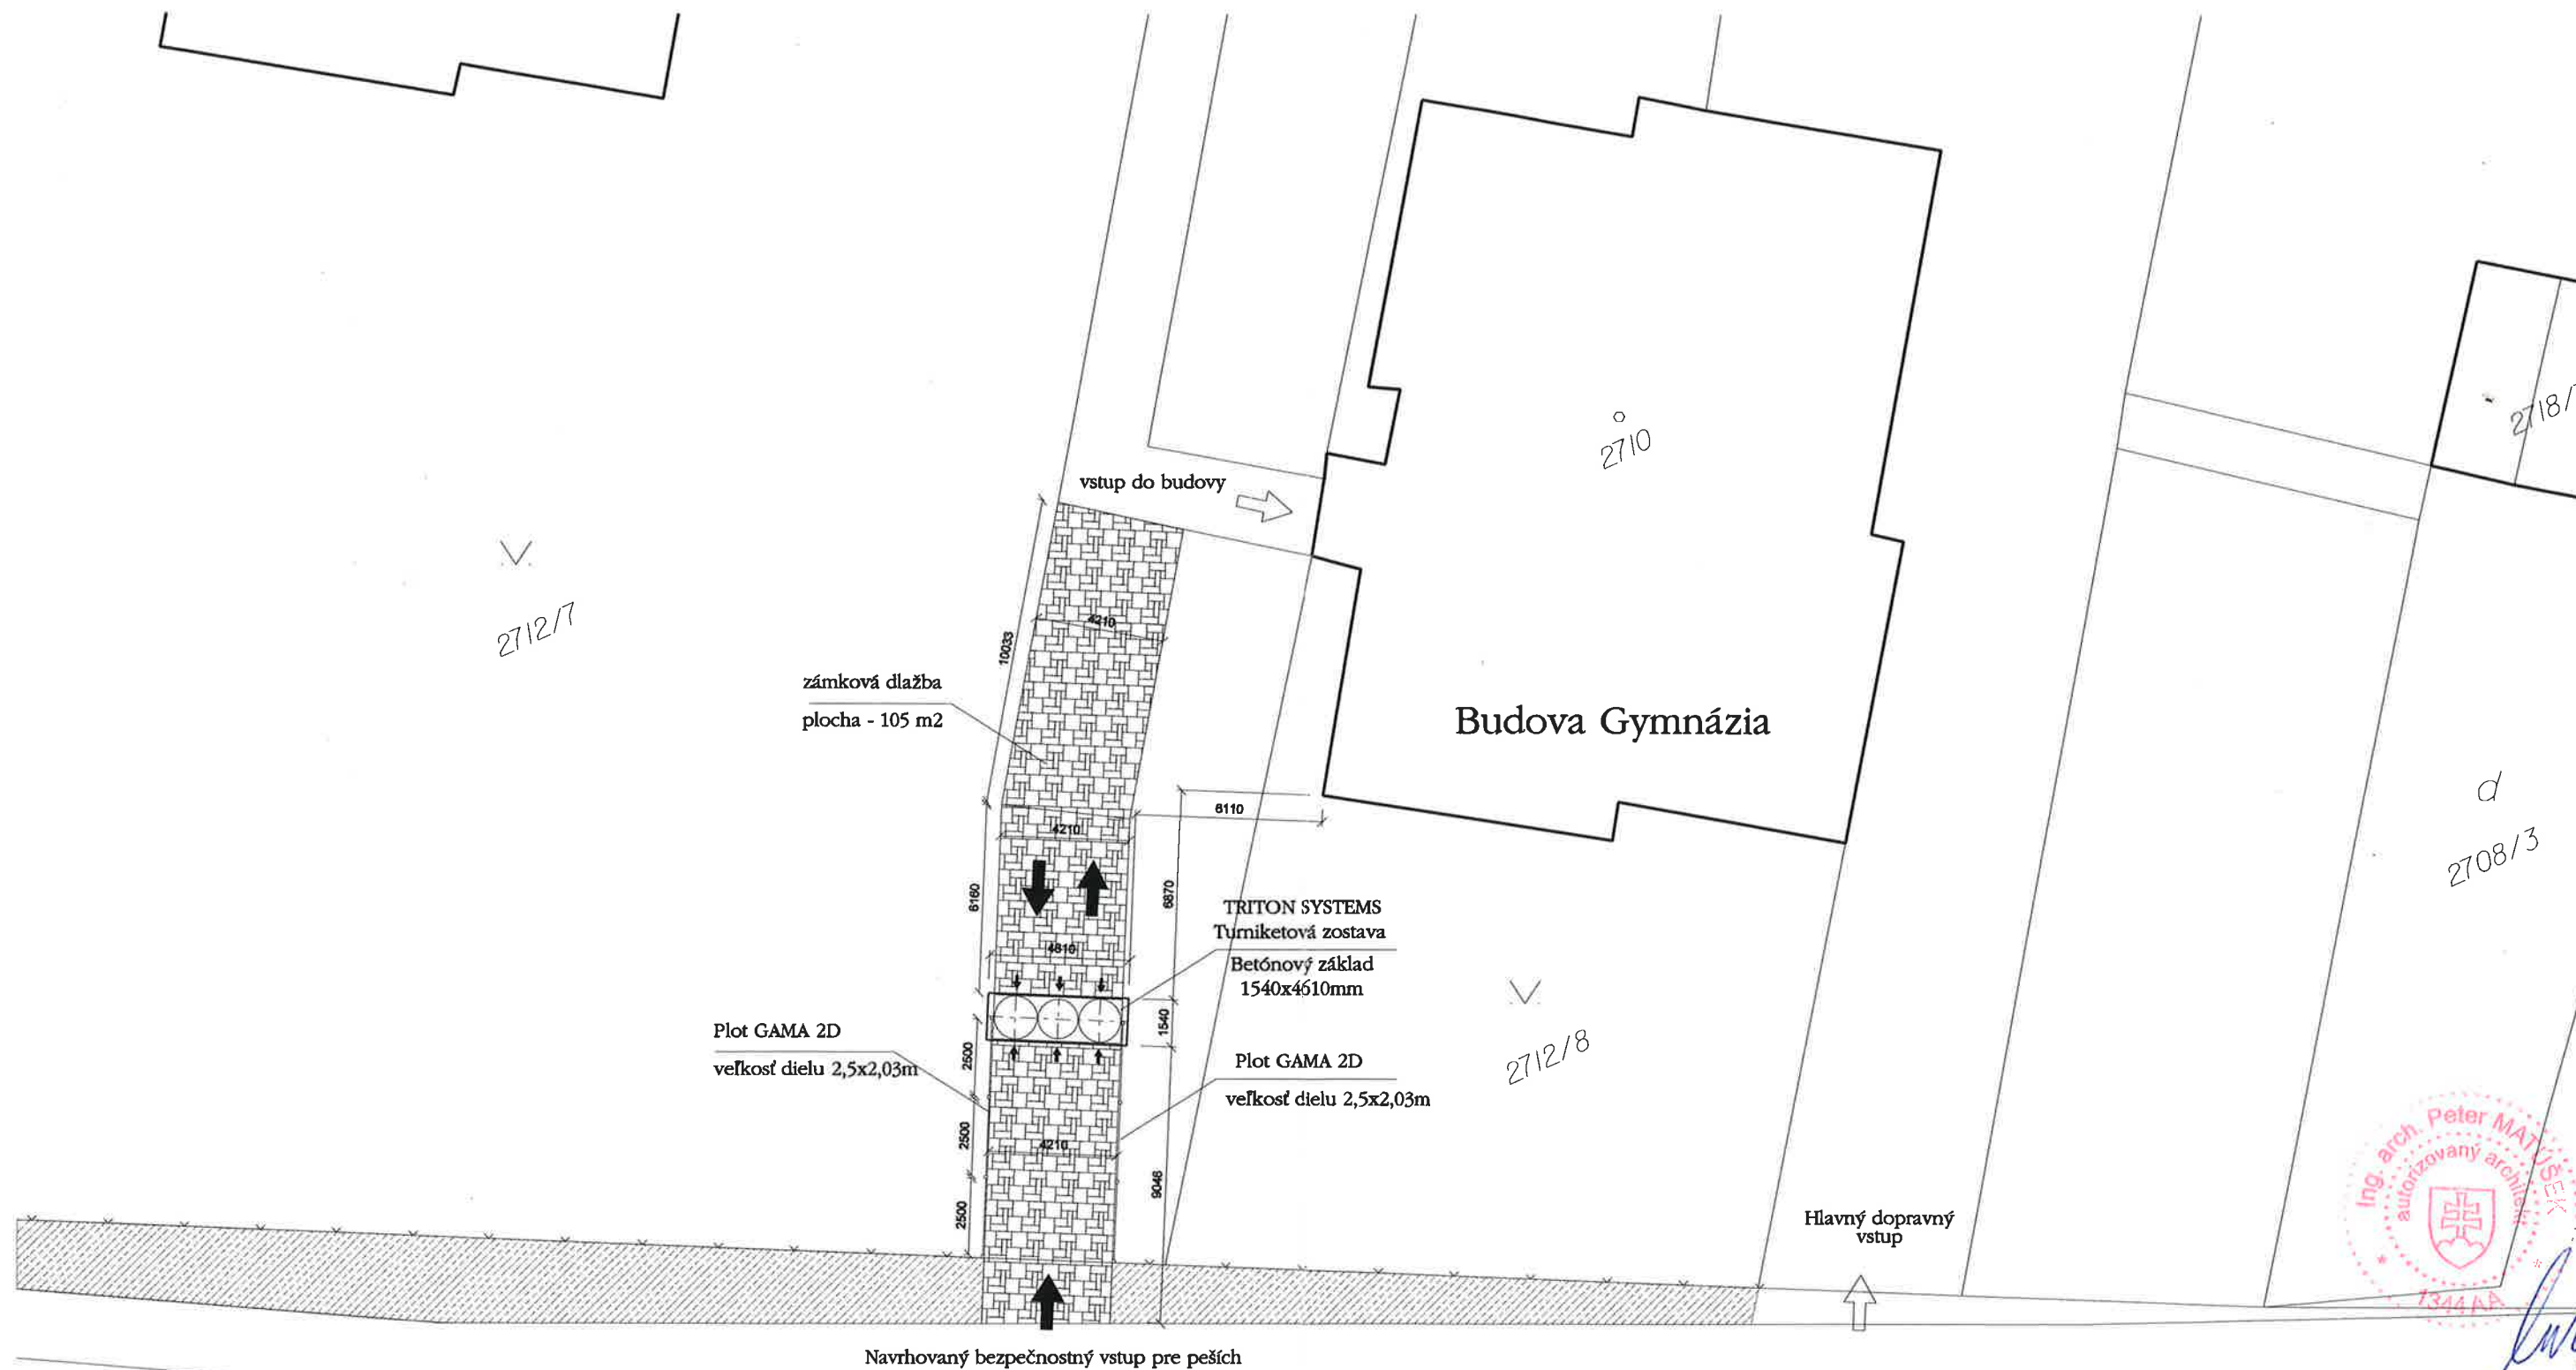 vstup do budovy
2710
2718/
2712/7
10033
4210
zámková dlažba
plocha - 105 m2
Budova Gymnázia
6110
4210
d
2708/3
6160
6870
TRITON SYSTEMS
Turniketová zostava
Betónový základ
1540x4610mm
4610
1540
Plot GAMA 2D
veľkosť dielu 2,5x2,03m
2500
2712/8
Plot GAMA 2D
veľkosť dielu 2,5x2,03m
2500
4210
9046
2500
Hlavný dopravný
vstup
Ing. arch. Peter MATÚŠEK
autorizovaný architekt
1344 AA
Navrhovaný bezpečnostný vstup pre peších